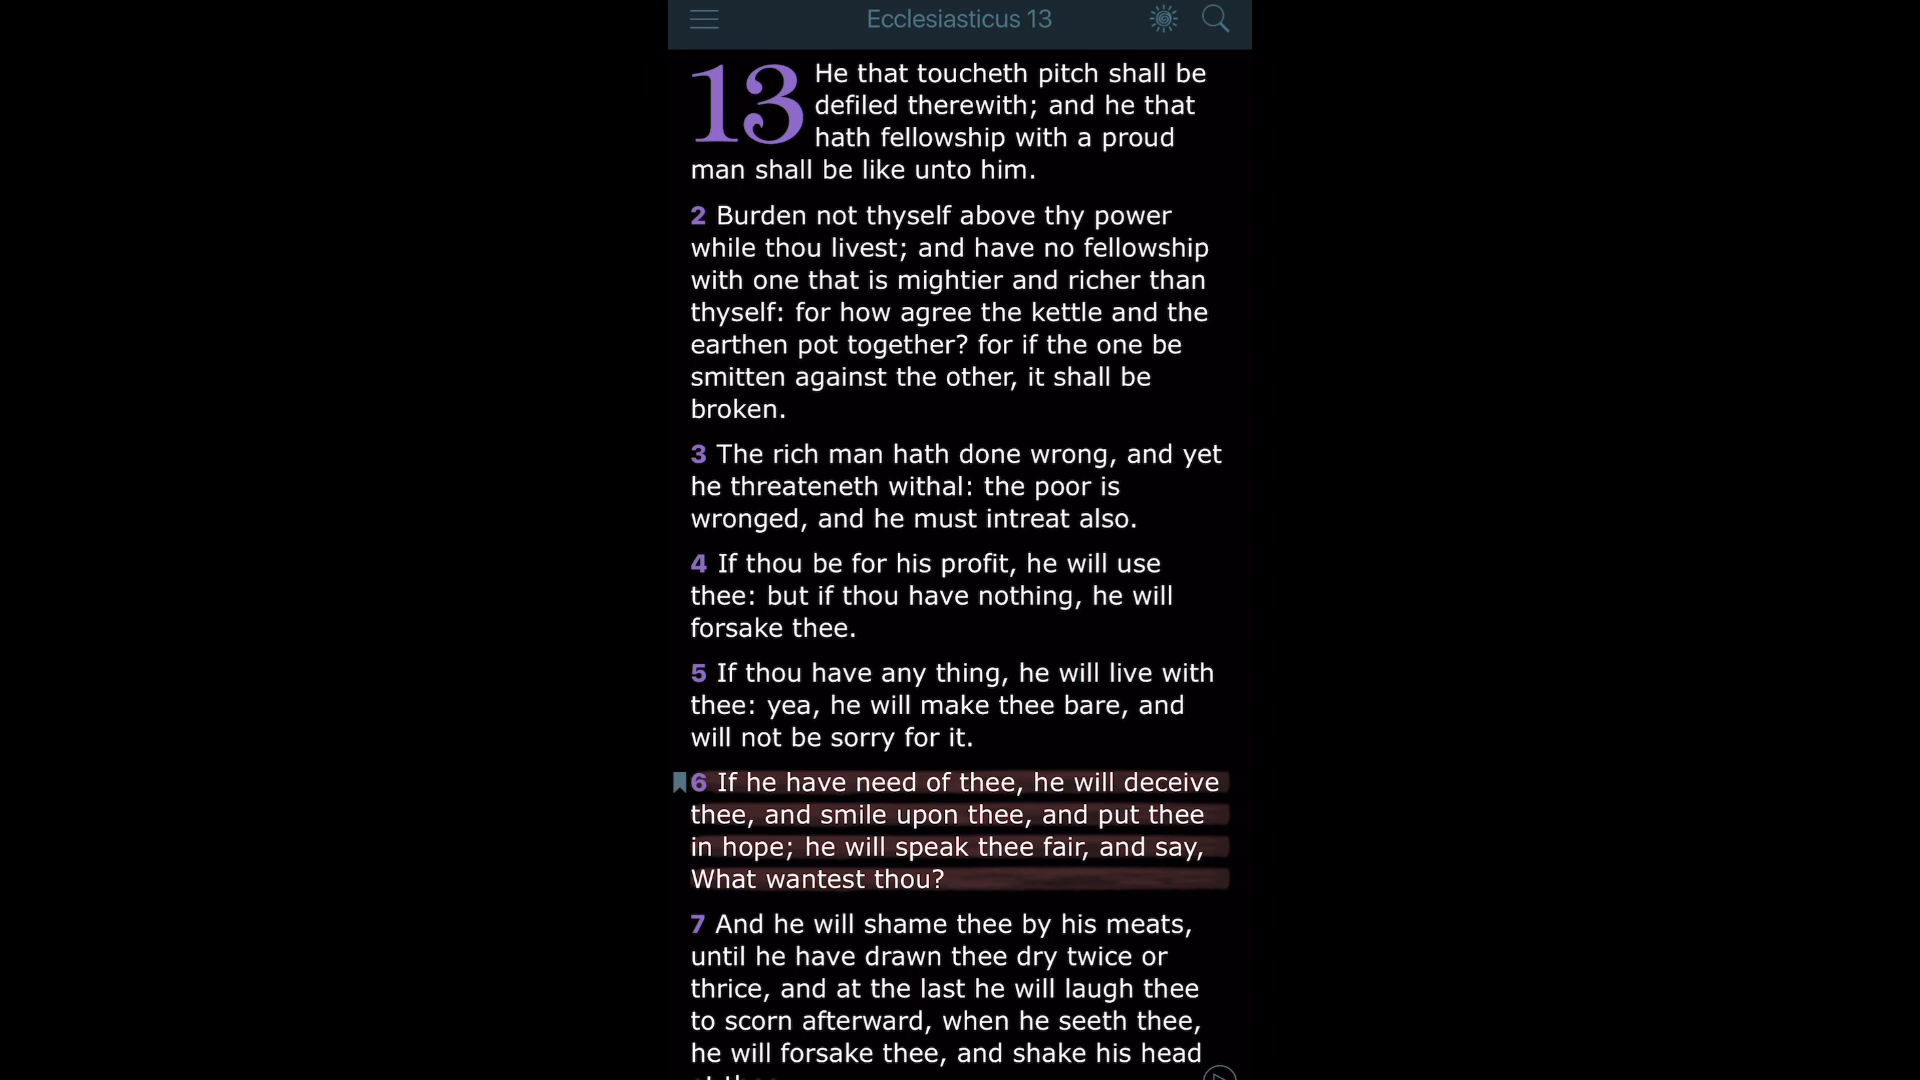 Ecclesiasticus 13
13 He that toucheth pitch shall be
defiled therewith; and he that
hath fellowship with a proud
man shall be like unto him.
2 Burden not thyself above thy power
while thou livest; and have no fellowship
with one that is mightier and richer than
thyself: for how agree the kettle and the
earthen pot together? for if the one be
smitten against the other, it shall be
broken.
3 The rich man hath done wrong, and yet
he threateneth withal: the poor is
wronged, and he must intreat also.
4 If thou be for his profit, he will use
thee: but if thou have nothing, he will
forsake thee.
5 If thou have any thing, he will live with
thee: yea, he will make thee bare, and
will not be sorry for it.
6 If he have need of thee, he will deceive
thee, and smile upon thee, and put thee
in hope; he will speak thee fair, and say,
What wantest thou?
7 And he will shame thee by his meats,
until he have drawn thee dry twice or
thrice, and at the last he will laugh thee
to scorn afterward, when he seeth thee,
he will forsake thee, and shake his head